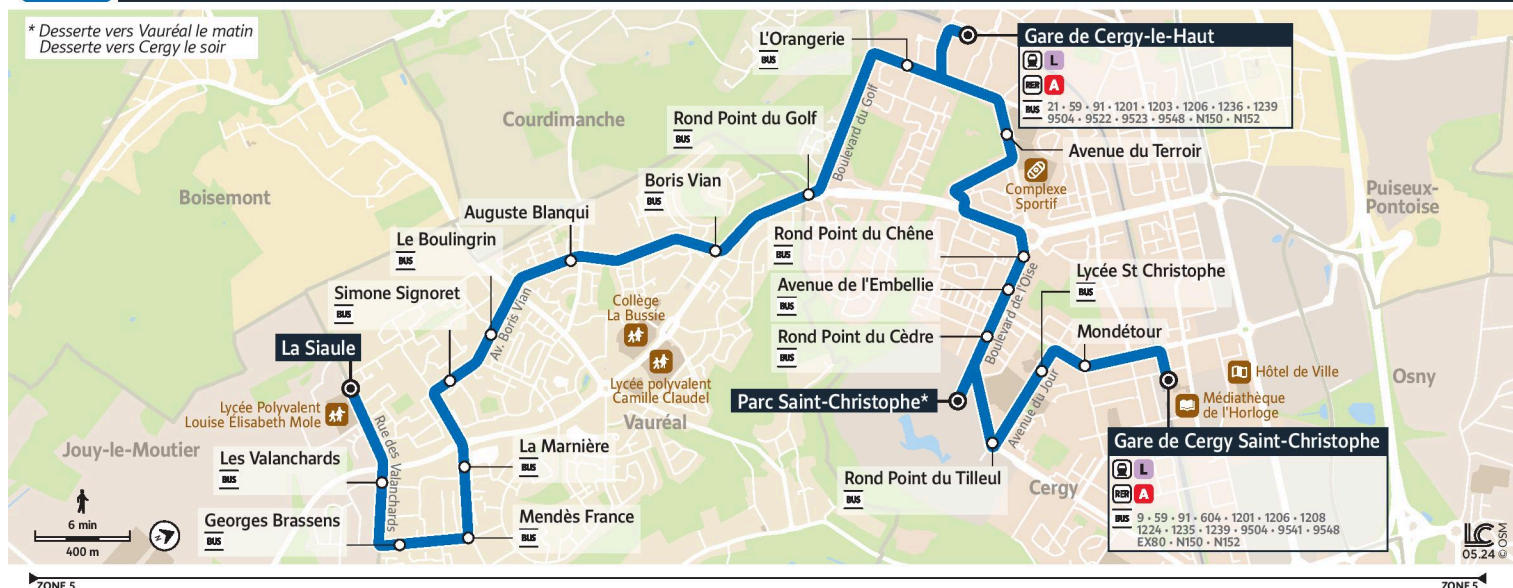 * Desserte vers Vauréal le matin
Desserte vers Cergy le soir
L'Orangerie
BUS
Gare de Cergy-le-Haut
L
RER A
BUS 21 • 59 • 91 • 1201 • 1203 • 1206 • 1236 • 1239
9504 • 9522 • 9523 • 9548 • N150 • N152
Courdimanche
Rond Point du Golf
BUS
Boulevard du Golf
Avenue du Terroir
Complexe
Sportif
Boisemont
Boris Vian
BUS
Puiseux-
Pontoise
Auguste Blanqui
Le Boulingrin
BUS
Rond Point du Chêne
BUS
Simone Signoret
BUS
Av. Boris Vian
Collège
La Bussie
Avenue de l'Embellie
BUS
Boulevard de l'Oise
Lycée St Christophe
BUS
La Siaule
Rond Point du Cèdre
BUS
Mondétour
Lycée polyvalent
Camille Claudel
Parc Saint-Christophe*
Hôtel de Ville
Osny
Lycée Polyvalent
Louise Élisabeth Mole
Médiathèque
de l'Horloge
Vauréal
Avenue du Jour
Jouy-le-Moutier
Rue des Valanchards
La Marnière
BUS
Les Valanchards
BUS
Gare de Cergy Saint-Christophe
L
RER A
BUS 9 • 59 • 91 • 604 • 1201 • 1206 • 1208
1224 • 1235 • 1239 • 9504 • 9541 • 9548
EX80 • N150 • N152
Rond Point du Tilleul
BUS
Cergy
6 min
400 m
Z
Georges Brassens
BUS
Mendès France
BUS
LC
05.24 © OSM
ZONE 5
ZONE 5